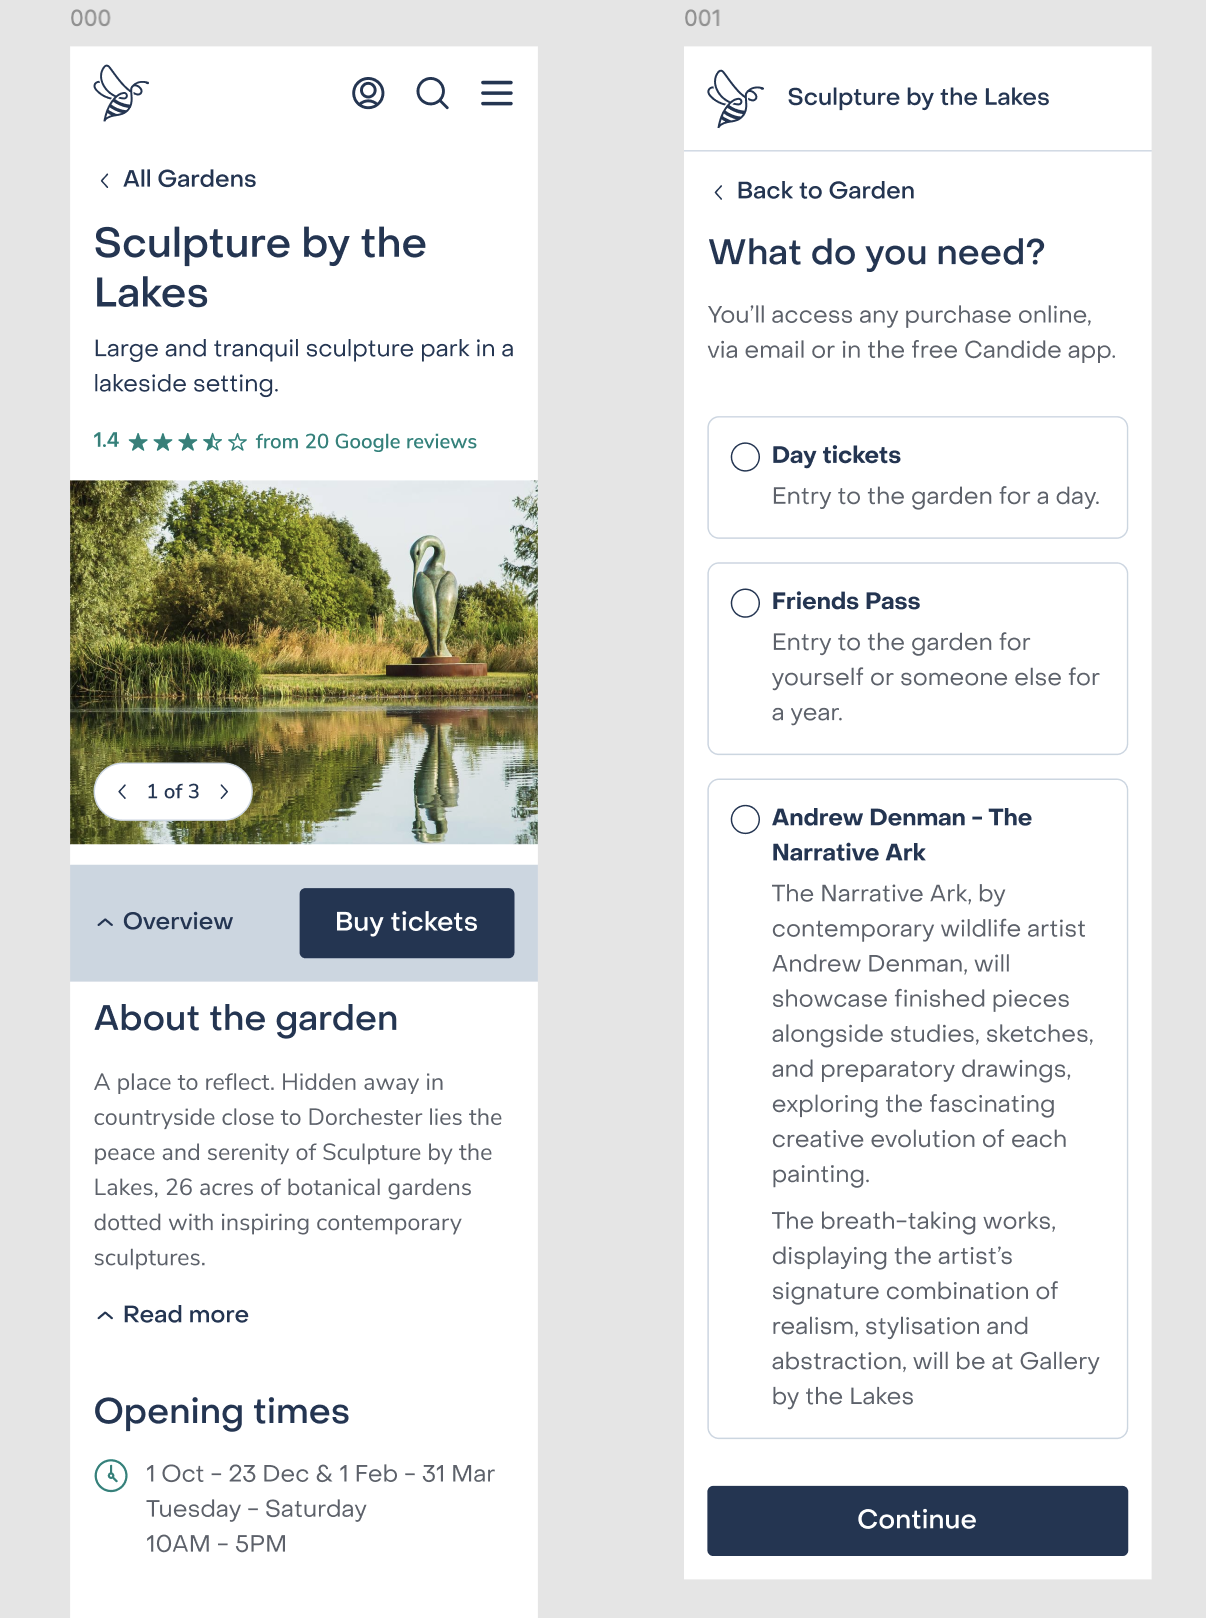 000
All Gardens
Sculpture by the
Lakes
Large and tranquil sculpture park in a
lakeside setting.
1.4 from 20 Google reviews
1 of 3
Overview
Buy tickets
About the garden
A place to reflect. Hidden away in
countryside close to Dorchester lies the
peace and serenity of Sculpture by the
Lakes, 26 acres of botanical gardens
dotted with inspiring contemporary
sculptures.
Read more
Opening times
1 Oct - 23 Dec & 1 Feb - 31 Mar
Tuesday - Saturday
10AM - 5PM
001
Sculpture by the Lakes
Back to Garden
What do you need?
You’ll access any purchase online,
via email or in the free Candide app.
Day tickets
Entry to the garden for a day.
Friends Pass
Entry to the garden for
yourself or someone else for
a year.
Andrew Denman - The
Narrative Ark
The Narrative Ark, by
contemporary wildlife artist
Andrew Denman, will
showcase finished pieces
alongside studies, sketches,
and preparatory drawings,
exploring the fascinating
creative evolution of each
painting.
The breath-taking works,
displaying the artist’s
signature combination of
realism, stylisation and
abstraction, will be at Gallery
by the Lakes
Continue